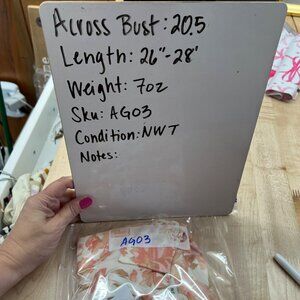 Across Bust: 20.5
Length: 26"-28'
Weight: 7oz
Sku: AG03
Condition: NWT
Notes:
AG03